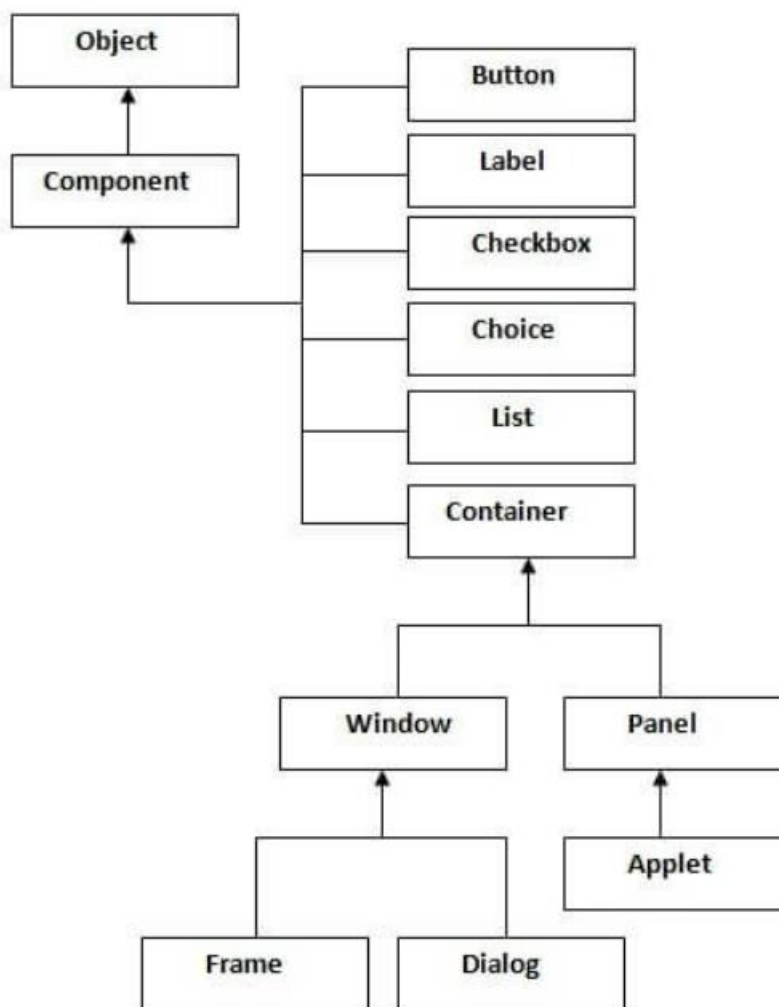 Object
Component
Button
Label
Checkbox
Choice
List
Container
Window
Panel
Applet
Frame
Dialog